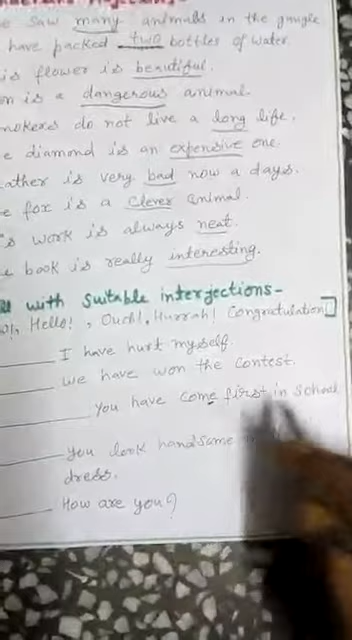 saw many animals in the gungle
have packed two bottles of water
is flower is beautiful.
is a dangerous animal.
mokers do not live a long life.
e diamond is an expensive one.
eather is very bad now a days.
e fox is a clever animal.
's work is always neat.
book is really interesting.
with suitable interjections-
Hello! , Ouch!, Hurrah! Congratulation]
I have hurt myself.
we have won the contest.
You have come first in school
You look handsome
dress.
How are you?